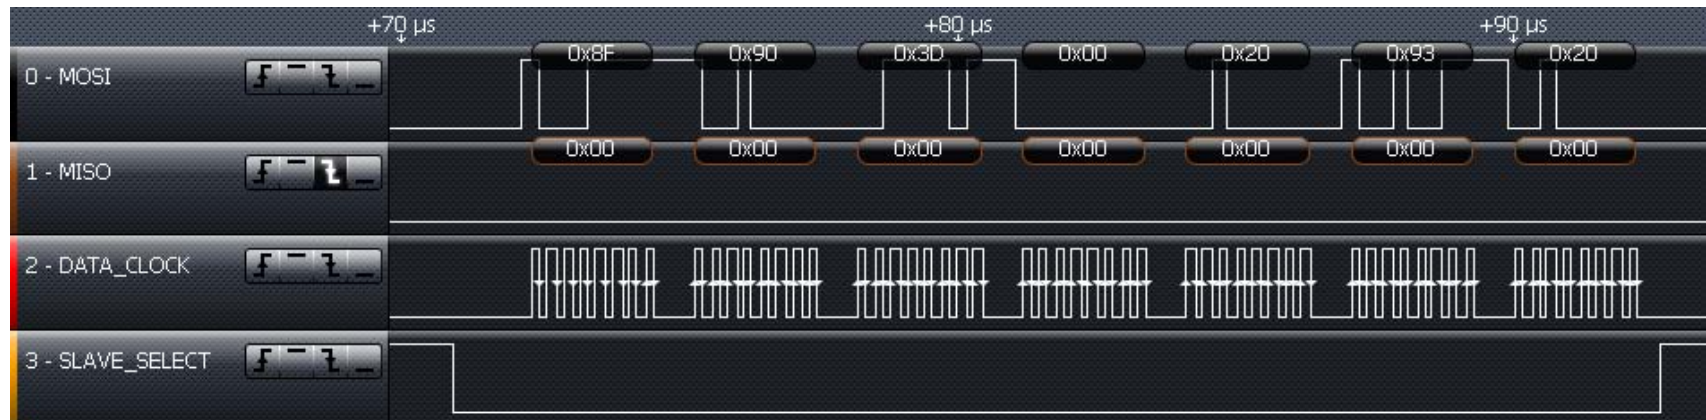 +70 µs +80 µs +90 µs
0 - MOSI
0x8F 0x90 0x3D 0x00 0x20 0x93 0x20
1 - MISO
0x00 0x00 0x00 0x00 0x00 0x00 0x00
2 - DATA_CLOCK
3 - SLAVE_SELECT